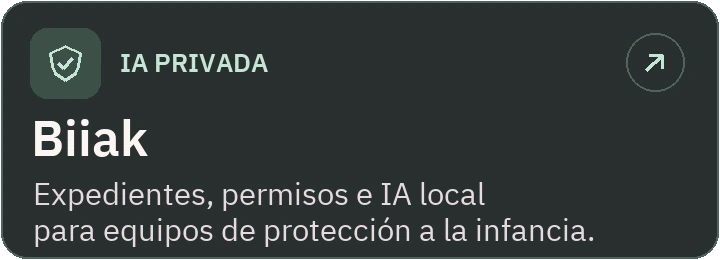 IA PRIVADA
Biiak
Expedientes, permisos e IA local
para equipos de protección a la infancia.